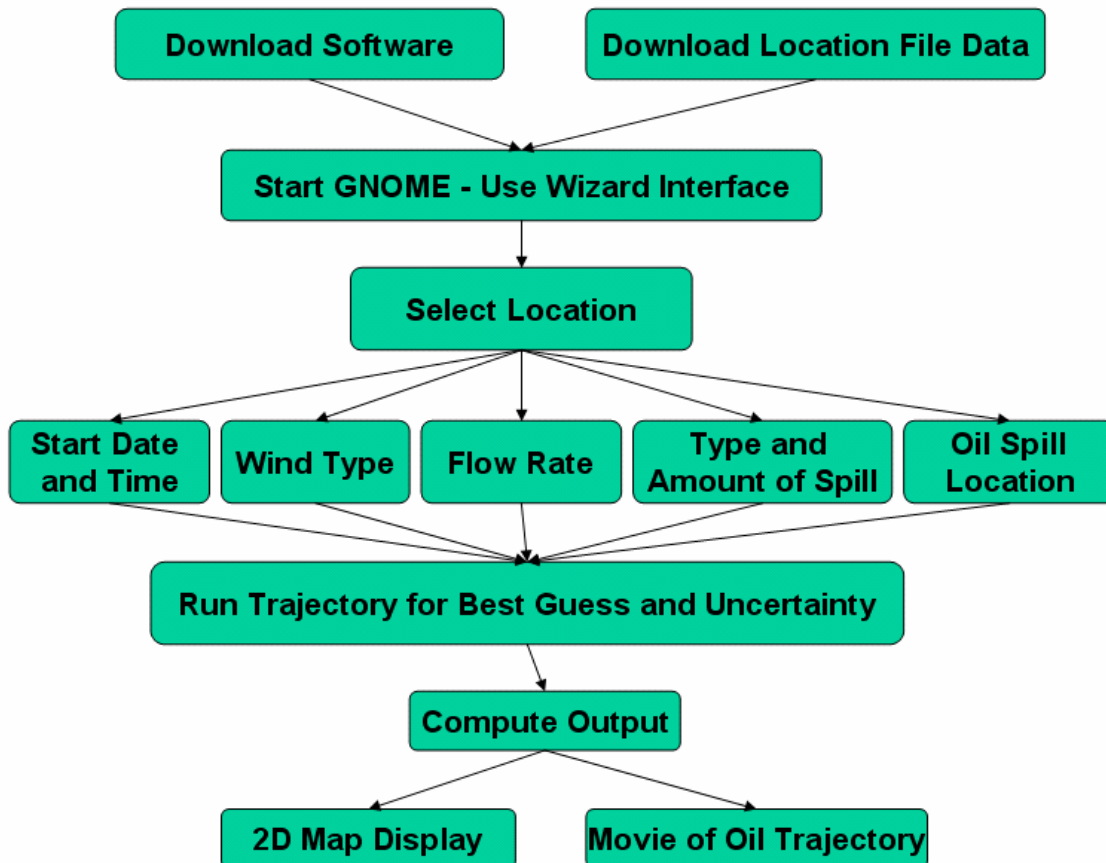 Download Software
Download Location File Data
Start GNOME - Use Wizard Interface
Select Location
Start Date
and Time
Wind Type
Flow Rate
Type and
Amount of Spill
Oil Spill
Location
Run Trajectory for Best Guess and Uncertainty
Compute Output
2D Map Display
Movie of Oil Trajectory